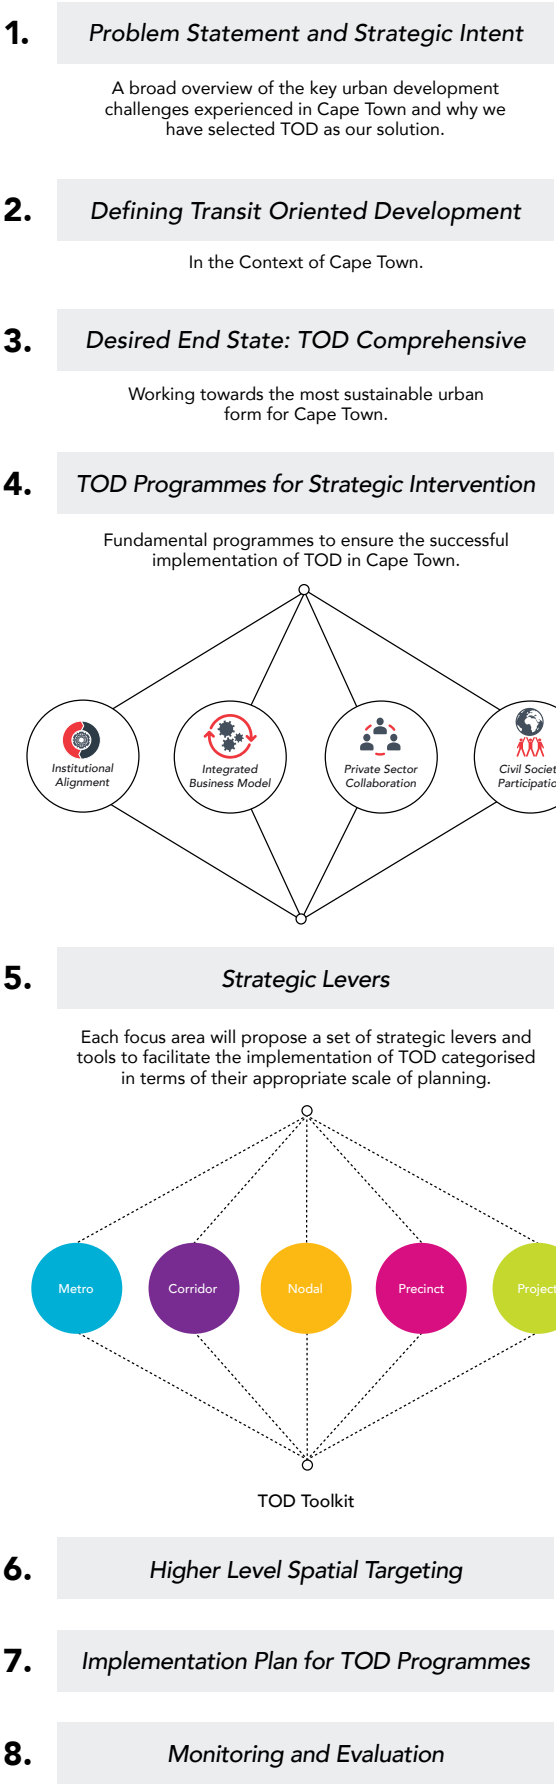 1.
Problem Statement and Strategic Intent
A broad overview of the key urban development
challenges experienced in Cape Town and why we
have selected TOD as our solution.
2.
Defining Transit Oriented Development
In the Context of Cape Town.
3.
Desired End State: TOD Comprehensive
Working towards the most sustainable urban
form for Cape Town.
4.
TOD Programmes for Strategic Intervention
Fundamental programmes to ensure the successful
implementation of TOD in Cape Town.
Institutional
Alignment
Integrated
Business Model
Private Sector
Collaboration
Civil Societ
Participatio
5.
Strategic Levers
Each focus area will propose a set of strategic levers and
tools to facilitate the implementation of TOD categorised
in terms of their appropriate scale of planning.
Metro
Corridor
Nodal
Precinct
Project
TOD Toolkit
6.
Higher Level Spatial Targeting
7.
Implementation Plan for TOD Programmes
8.
Monitoring and Evaluation